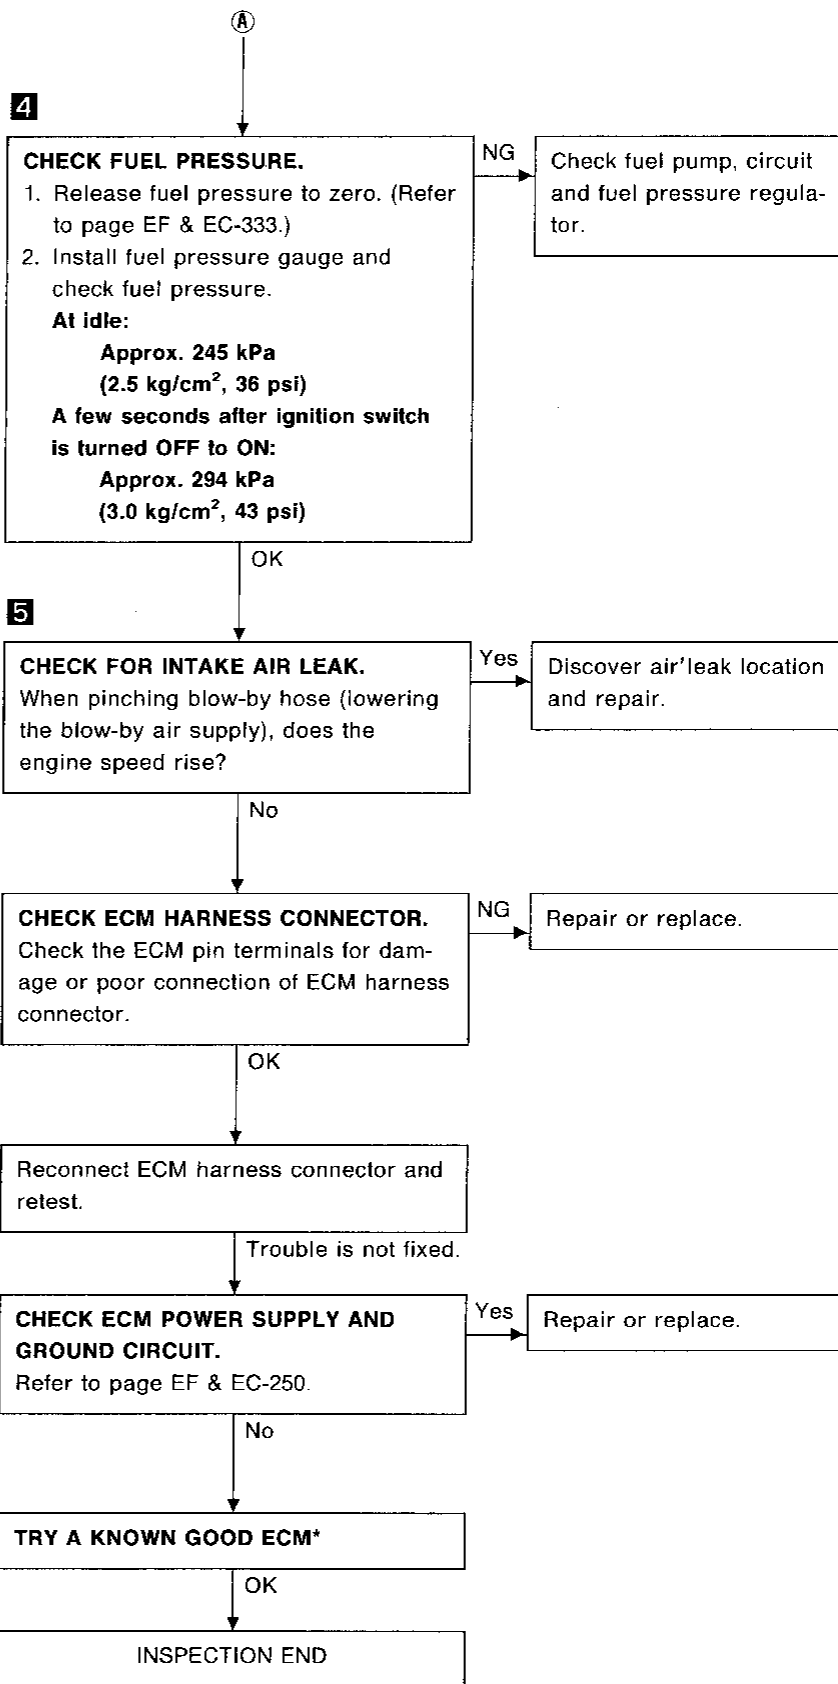 A
4
CHECK FUEL PRESSURE.
1. Release fuel pressure to zero. (Refer
to page EF & EC-333.)
2. Install fuel pressure gauge and
check fuel pressure.
At idle:
Approx. 245 kPa
(2.5 kg/cm², 36 psi)
A few seconds after ignition switch
is turned OFF to ON:
Approx. 294 kPa
(3.0 kg/cm², 43 psi)
NG
Check fuel pump, circuit
and fuel pressure regula-
tor.
OK
5
CHECK FOR INTAKE AIR LEAK.
When pinching blow-by hose (lowering
the blow-by air supply), does the
engine speed rise?
Yes
Discover air'leak location
and repair.
No
CHECK ECM HARNESS CONNECTOR.
Check the ECM pin terminals for dam-
age or poor connection of ECM harness
connector.
NG
Repair or replace.
OK
Reconnect ECM harness connector and
retest.
Trouble is not fixed.
CHECK ECM POWER SUPPLY AND
GROUND CIRCUIT.
Refer to page EF & EC-250.
Yes
Repair or replace.
No
TRY A KNOWN GOOD ECM*
OK
INSPECTION END